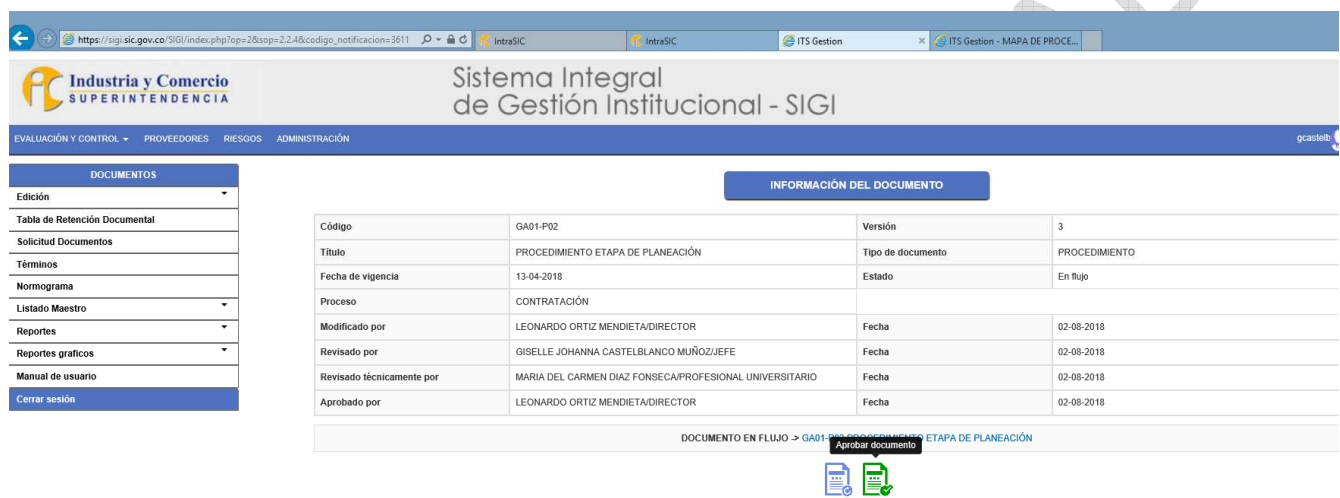 https://sigi.sic.gov.co/SIGI/index.php?op=2&sop=2.2.4&codigo_notificacion=3611 IntraSIC IntraSIC ITS Gestion ITS Gestion - MAPA DE PROCE...
Industria y Comercio
SUPERINTENDENCIA
Sistema Integral
de Gestión Institucional - SIGI
EVALUACIÓN Y CONTROL PROVEEDORES RIESGOS ADMINISTRACIÓN gcastelb
DOCUMENTOS
Edición
Tabla de Retención Documental
Solicitud Documentos
Términos
Normograma
Listado Maestro
Reportes
Reportes graficos
Manual de usuario
Cerrar sesión
INFORMACIÓN DEL DOCUMENTO
Código GA01-P02 Versión 3
Título PROCEDIMIENTO ETAPA DE PLANEACIÓN Tipo de documento PROCEDIMIENTO
Fecha de vigencia 13-04-2018 Estado En flujo
Proceso CONTRATACIÓN
Modificado por LEONARDO ORTIZ MENDIETA/DIRECTOR Fecha 02-08-2018
Revisado por GISELLE JOHANNA CASTELBLANCO MUÑOZ/JEFE Fecha 02-08-2018
Revisado técnicamente por MARIA DEL CARMEN DIAZ FONSECA/PROFESIONAL UNIVERSITARIO Fecha 02-08-2018
Aprobado por LEONARDO ORTIZ MENDIETA/DIRECTOR Fecha 02-08-2018
DOCUMENTO EN FLUJO -> GA01-P02 PROCEDIMIENTO ETAPA DE PLANEACIÓN
Aprobar documento